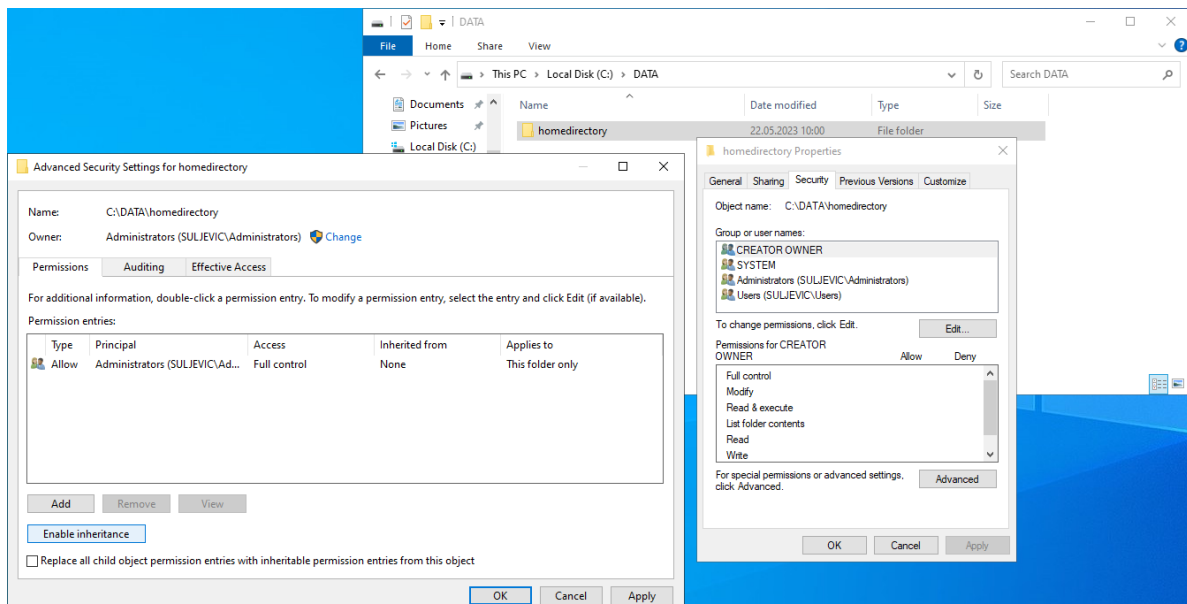 DATA
File Home Share View
This PC > Local Disk (C:) > DATA
Search DATA
Documents
Pictures
Local Disk (C:)
Name Date modified Type Size
homedirectory 22.05.2023 10:00 File folder
Advanced Security Settings for homedirectory
Name: C:\DATA\homedirectory
Owner: Administrators (SULJEVIC\Administrators) Change
Permissions Auditing Effective Access
For additional information, double-click a permission entry. To modify a permission entry, select the entry and click Edit (if available).
Permission entries:
Type Principal Access Inherited from Applies to
Allow Administrators (SULJEVIC\Ad... Full control None This folder only
Add Remove View
Enable inheritance
Replace all child object permission entries with inheritable permission entries from this object
OK Cancel Apply
homedirectory Properties
General Sharing Security Previous Versions Customize
Object name: C:\DATA\homedirectory
Group or user names:
CREATOR OWNER
SYSTEM
Administrators (SULJEVIC\Administrators)
Users (SULJEVIC\Users)
To change permissions, click Edit.
Edit...
Permissions for CREATOR
OWNER Allow Deny
Full control
Modify
Read & execute
List folder contents
Read
Write
For special permissions or advanced settings,
click Advanced.
Advanced
OK Cancel Apply